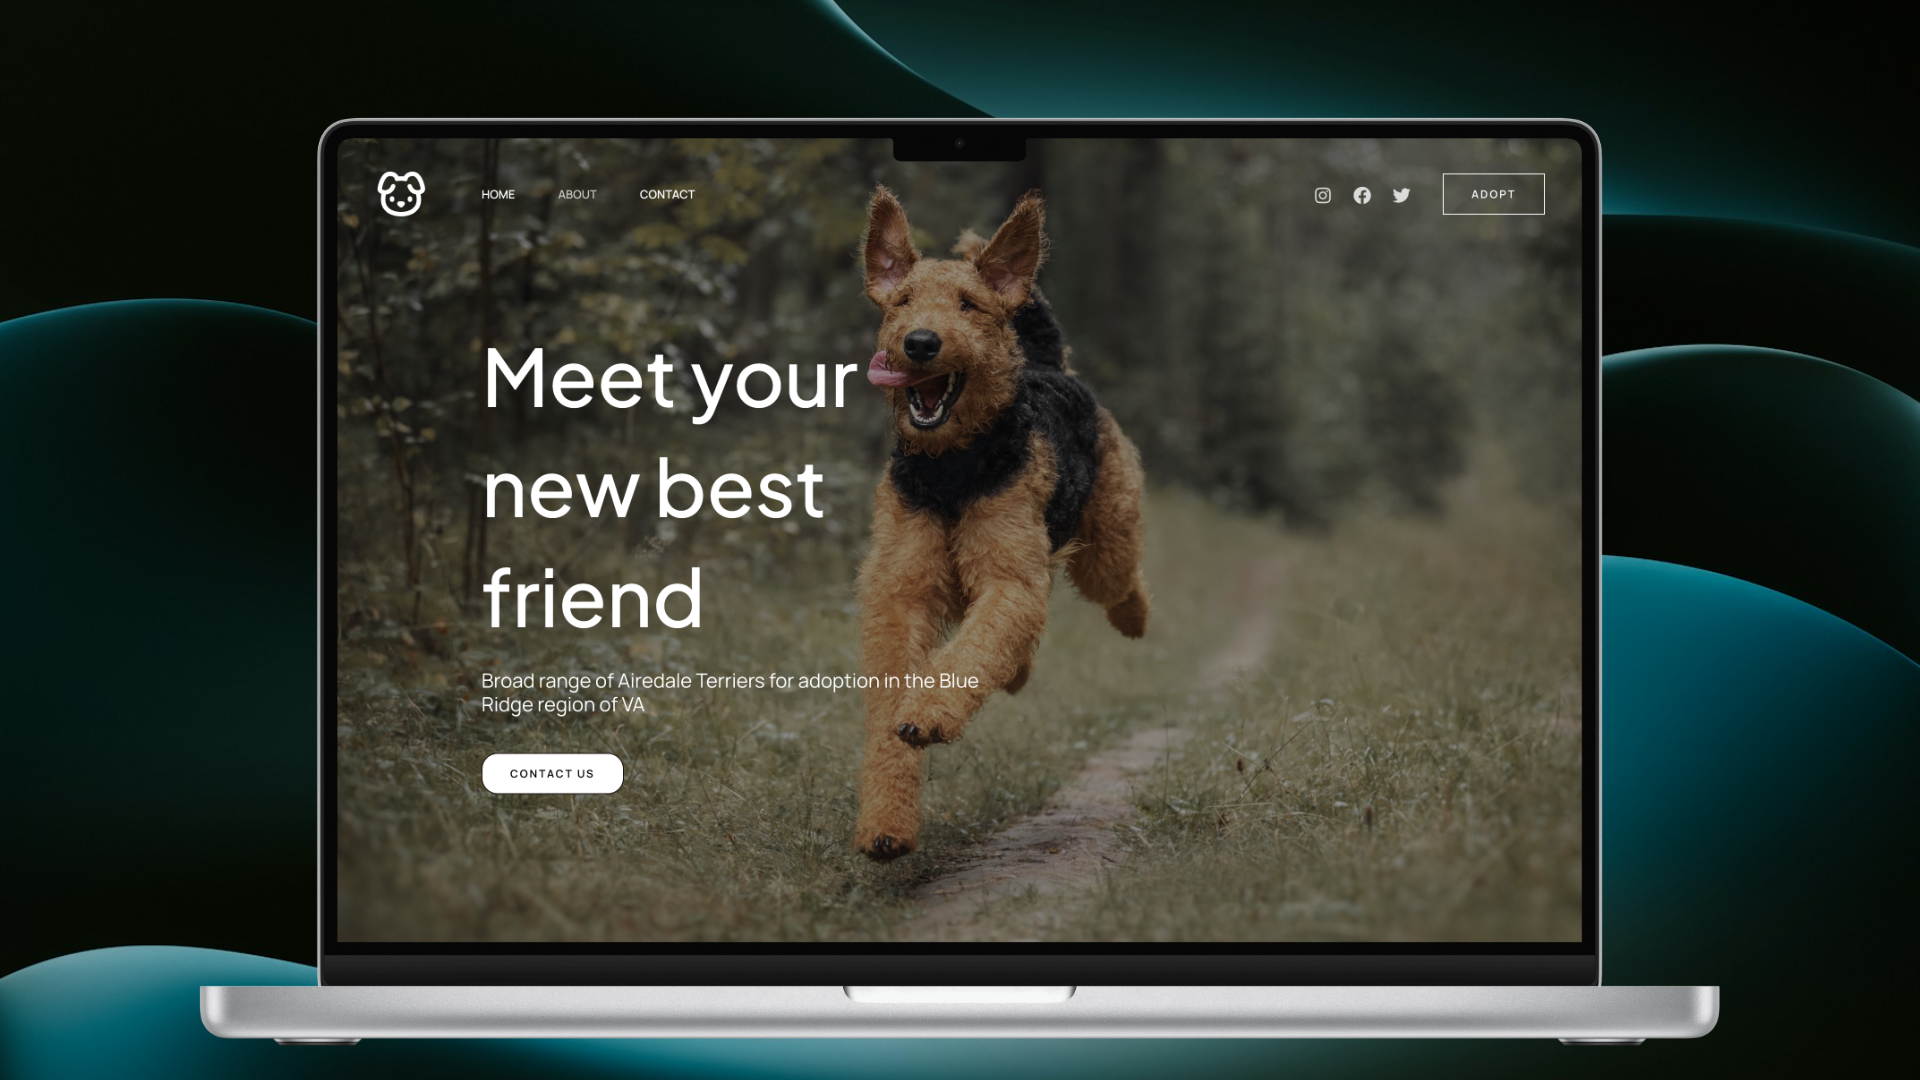 HOME ABOUT CONTACT ADOPT
Meet your
new best
friend
Broad range of Airedale Terriers for adoption in the Blue
Ridge region of VA
CONTACT US